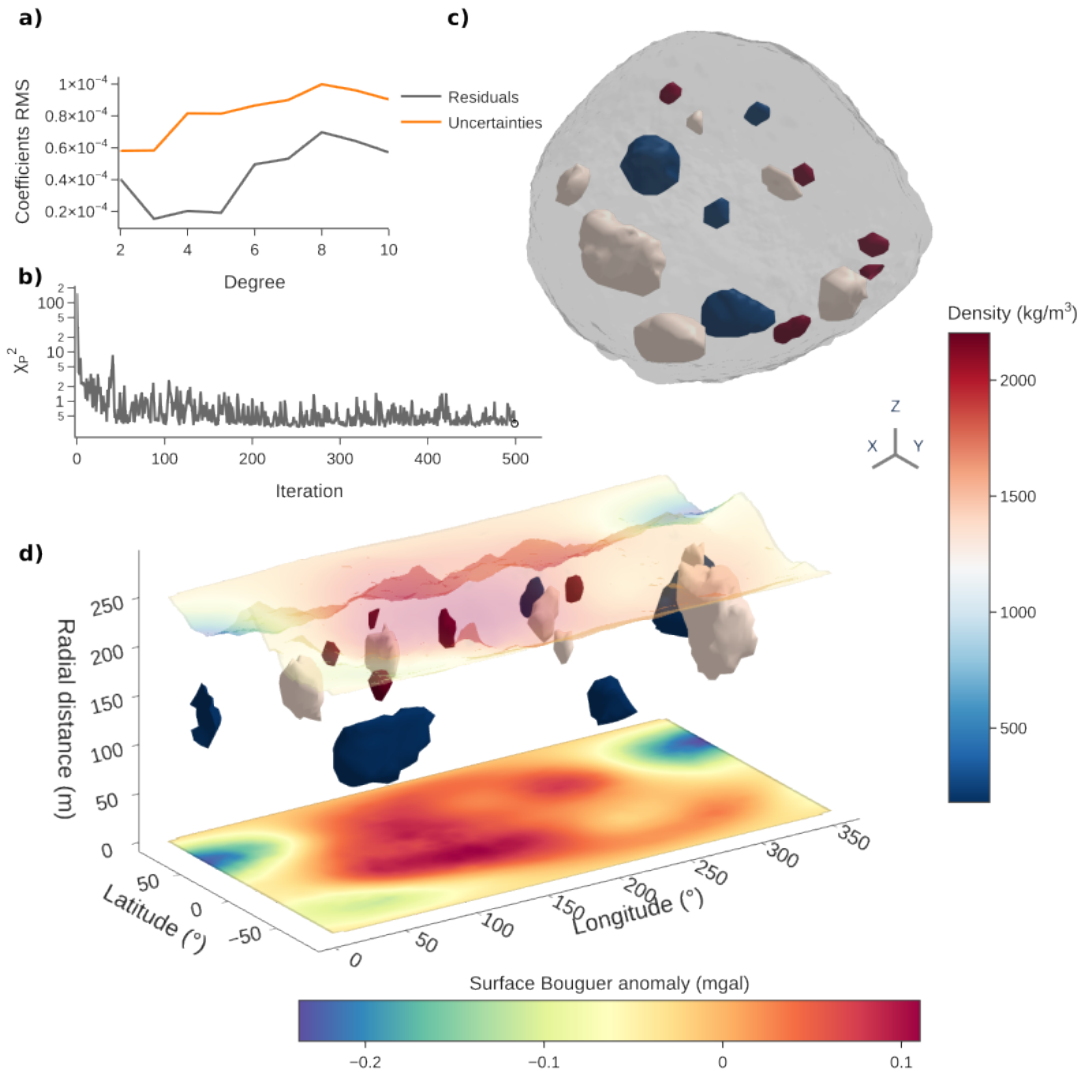 a)
Coefficients RMS
1×10⁻⁴
0.8×10⁻⁴
0.6×10⁻⁴
0.4×10⁻⁴
0.2×10⁻⁴
2
4
6
8
10
Degree
Residuals
Uncertainties
b)
χₚ²
2
100
5
2
10
5
2
1
5
0
100
200
300
400
500
Iteration
c)
Density (kg/m³)
2000
1500
1000
500
Z
X
Y
d)
Radial distance (m)
250
200
150
100
50
0
Latitude (°)
50
0
−50
Longitude (°)
0
50
100
150
200
250
300
350
Surface Bouguer anomaly (mgal)
−0.2
−0.1
0
0.1